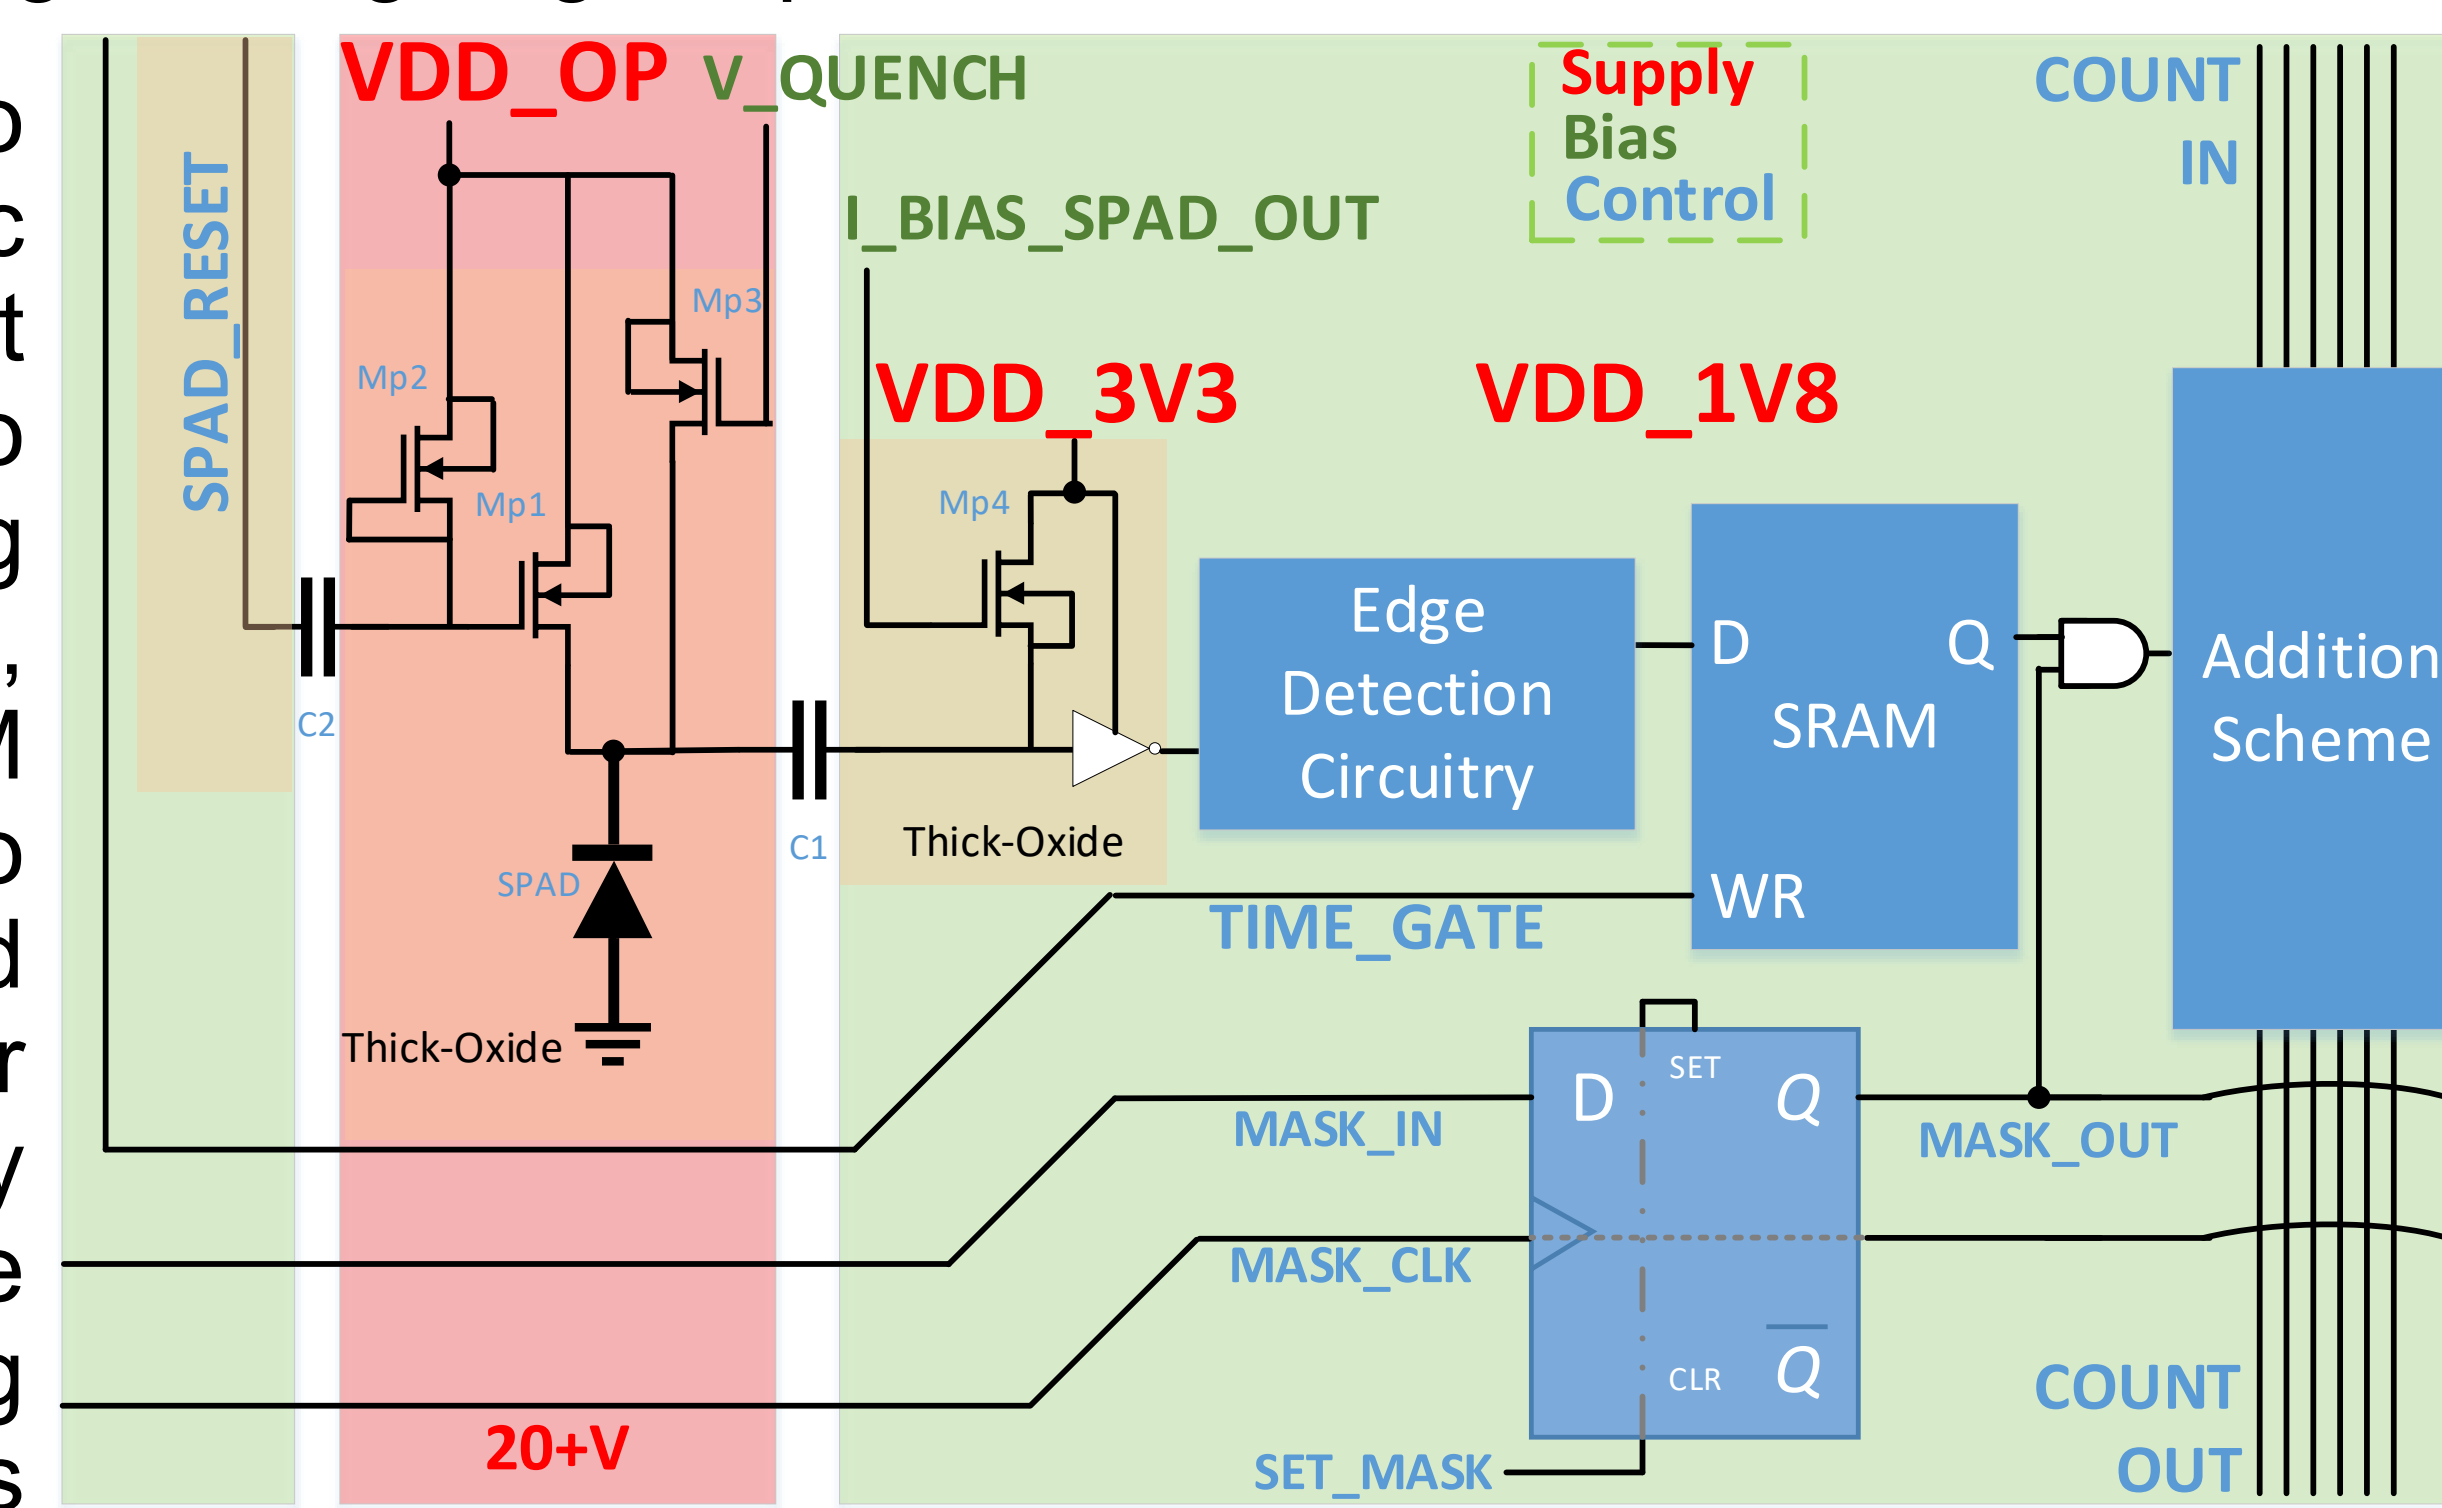 VDD_OP
V_QUENCH
Supply
Bias
Control
COUNT
IN
SPAD_RESET
I_BIAS_SPAD_OUT
Mp3
Mp2
VDD_3V3
VDD_1V8
Mp1
Mp4
Edge
Detection
Circuitry
D
Q
SRAM
WR
Addition
Scheme
C2
C1
Thick-Oxide
SPAD
TIME_GATE
Thick-Oxide
D
SET
Q
MASK_IN
MASK_OUT
MASK_CLK
CLR
Q
20+V
SET_MASK
COUNT
OUT